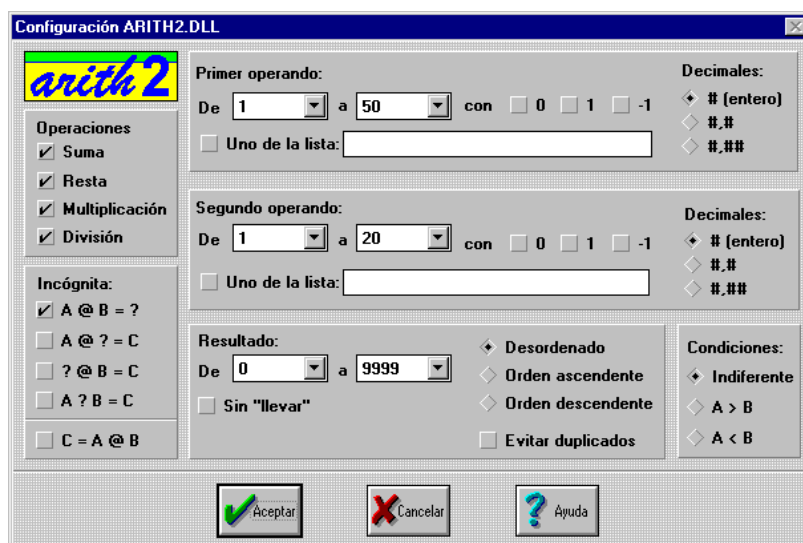 Configuración ARITH2.DLL
arith2
Operaciones
Suma
Resta
Multiplicación
División
Incógnita:
A @ B = ?
A @ ? = C
? @ B = C
A ? B = C
C = A @ B
Primer operando:
De 1 a 50 con 0 1 -1
Uno de la lista:
Decimales:
# (entero)
#,#
#,##
Segundo operando:
De 1 a 20 con 0 1 -1
Uno de la lista:
Decimales:
# (entero)
#,#
#,##
Resultado:
De 0 a 9999
Sin "llevar"
Desordenado
Orden ascendente
Orden descendente
Evitar duplicados
Condiciones:
Indiferente
A > B
A < B
Aceptar
Cancelar
? Ayuda